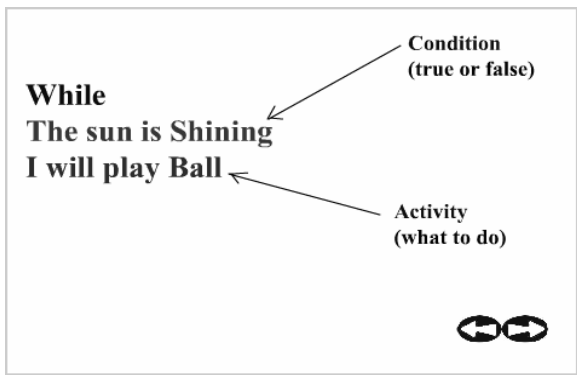 Condition
(true or false)
While
The sun is Shining
I will play Ball
Activity
(what to do)